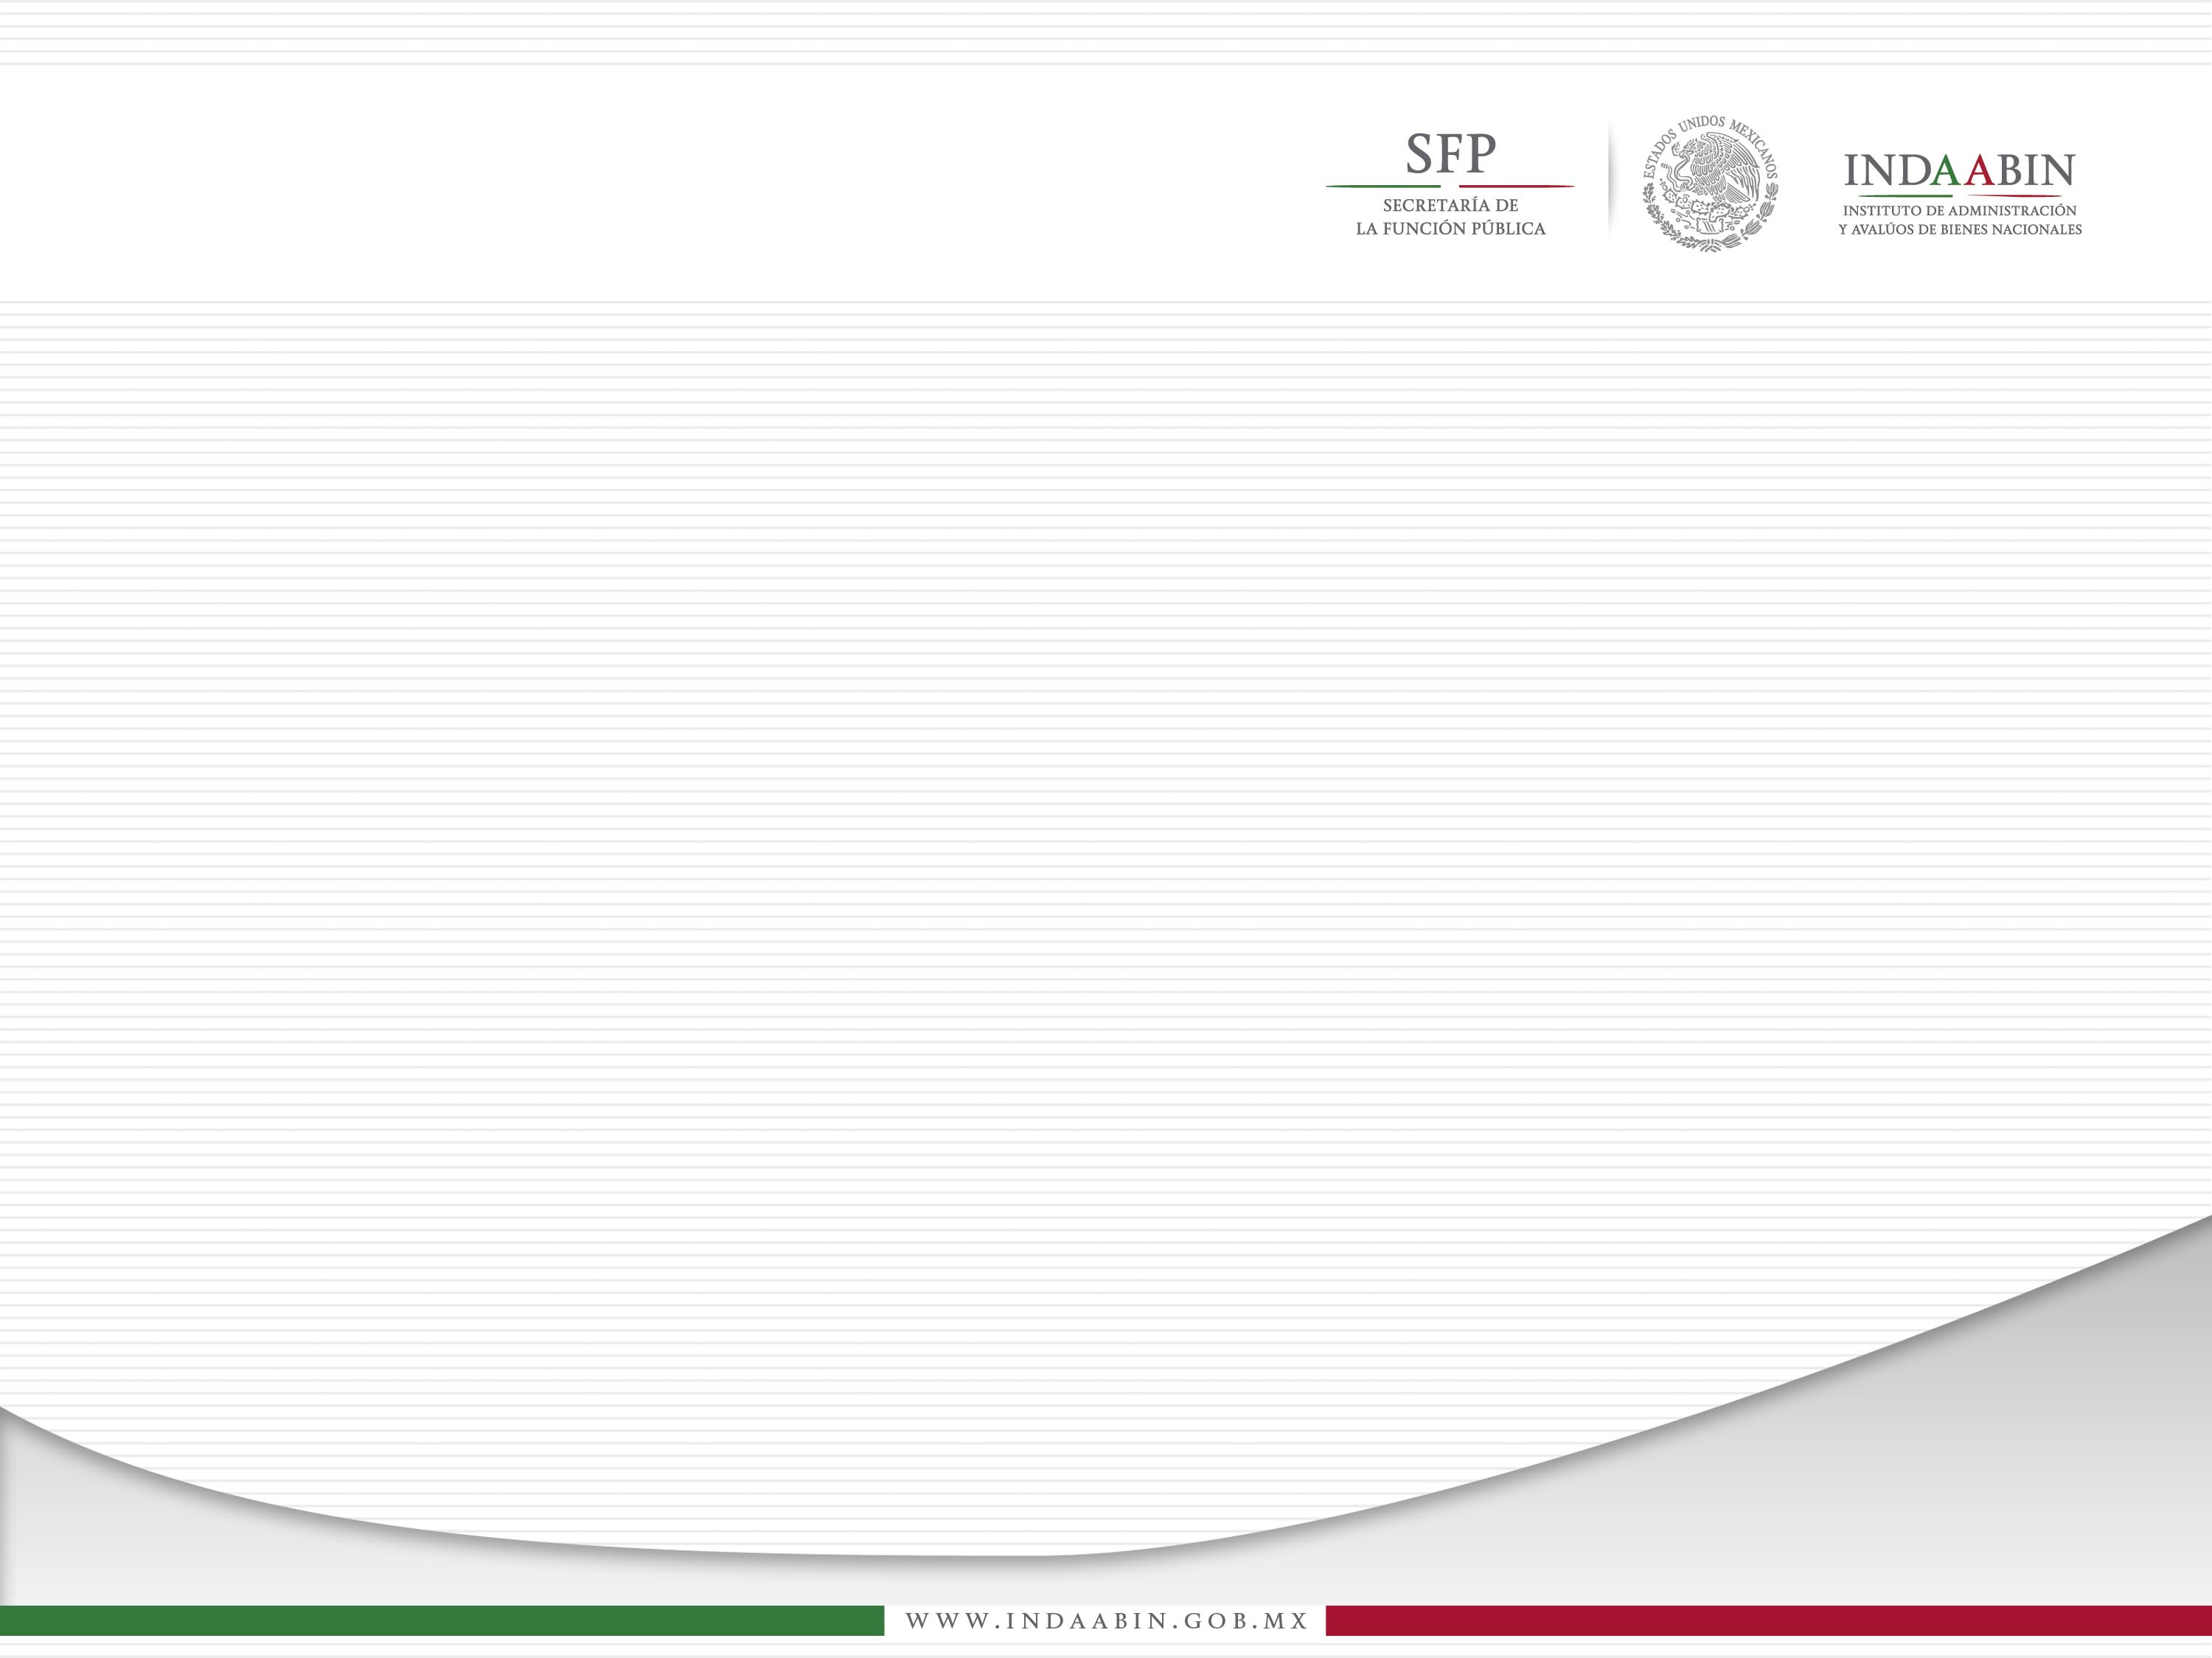 SFP
SECRETARÍA DE
LA FUNCIÓN PÚBLICA
ESTADOS UNIDOS MEXICANOS
INDAABIN
INSTITUTO DE ADMINISTRACIÓN
Y AVALÚOS DE BIENES NACIONALES
WWW.INDAABIN.GOB.MX